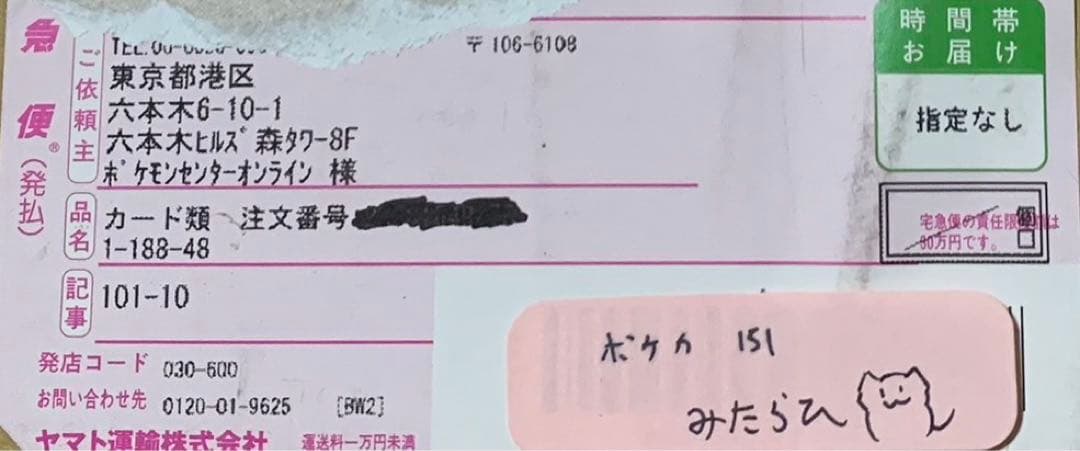 急便®(発払)
ご依頼主
〒106-6108
東京都港区
六本木6-10-1
六本木ヒルズ森タワー8F
ポケモンセンターオンライン 様
品名
カード類 注文番号
1-188-48
記事
101-10
発店コード 030-600
お問い合わせ先 0120-01-9625 [BW2]
ヤマト運輸株式会社 運送料一万円未満
時間帯
お届け
指定なし
個口
宅急便の責任限度額は
30万円です。
ポケカ 151
みたらひ